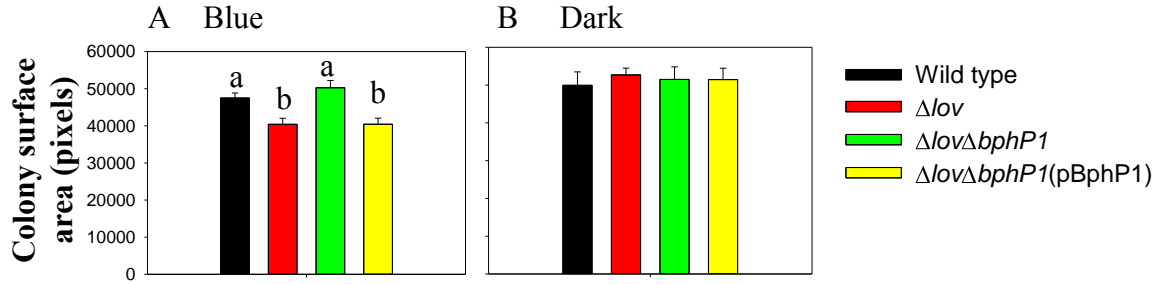 A Blue
B Dark
Colony surface
area (pixels)
60000
50000
40000
30000
20000
10000
0
a
b
a
b
Wild type
Δlov
ΔlovΔbphP1
ΔlovΔbphP1(pBphP1)